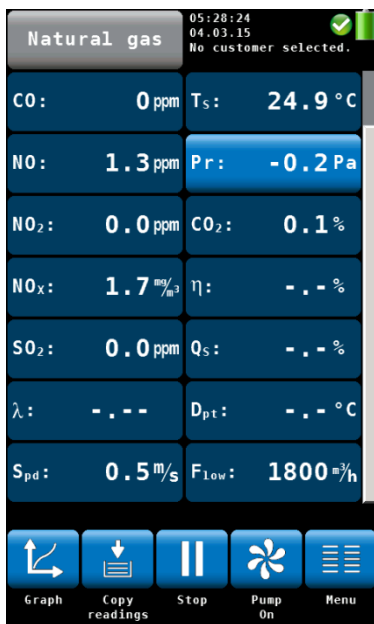 Natural gas
05:28:24
04.03.15
No customer selected.
CO: 0 ppm
Ts: 24.9 °C
NO: 1.3 ppm
Pr: -0.2 Pa
NO₂: 0.0 ppm
CO₂: 0.1 %
NOx: 1.7 mg/m³
η: -.- %
SO₂: 0.0 ppm
Qs: -.- %
λ: -.--
Dpt: -.- °C
Spd: 0.5 m/s
Flow: 1800 m³/h
Graph
Copy
readings
Stop
Pump
On
Menu